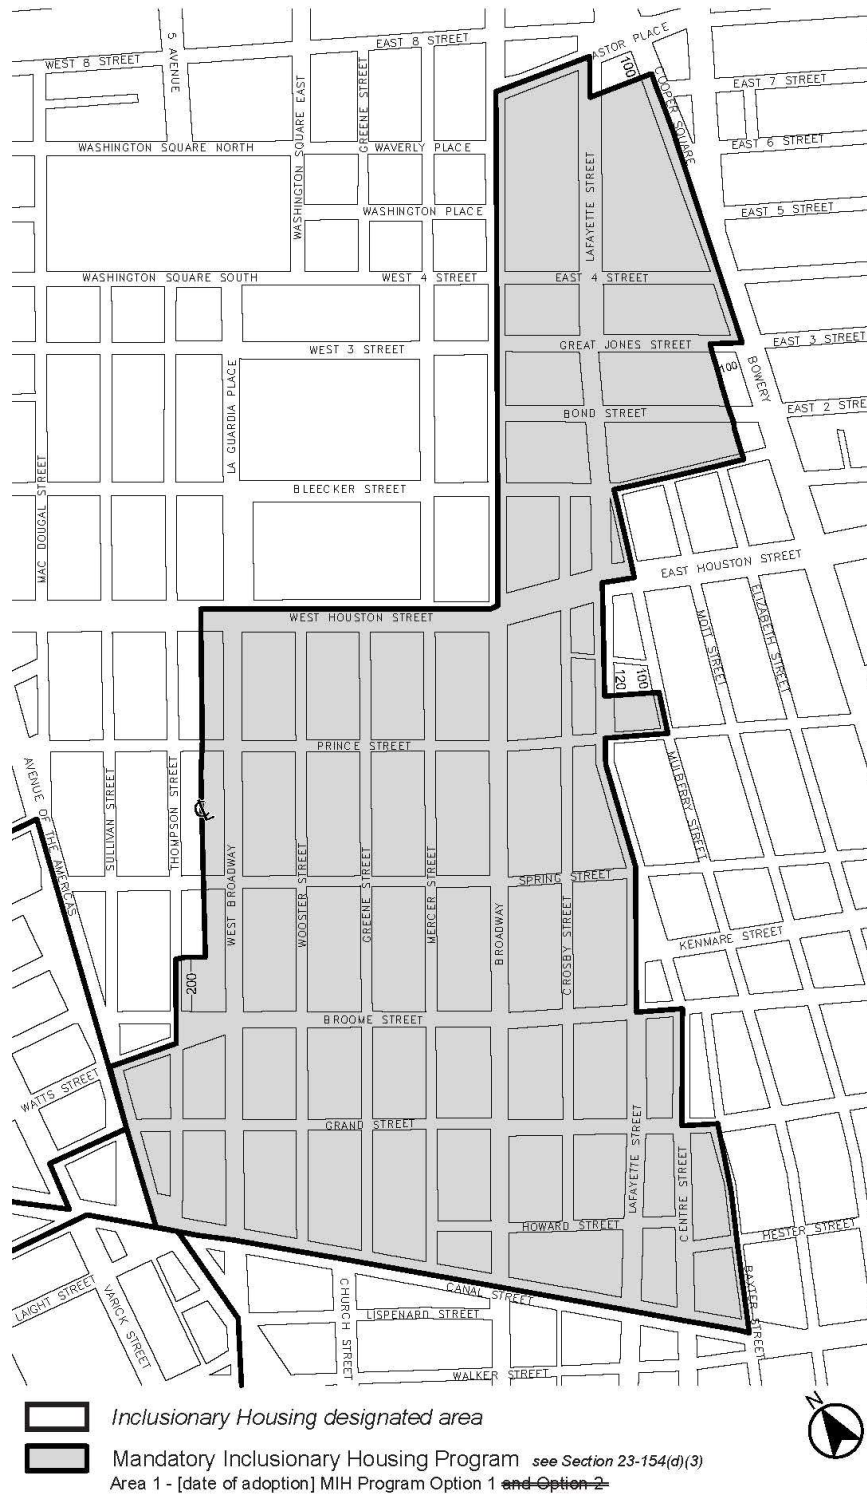 EAST 8 STREET
ASTOR PLACE
WEST 8 STREET
5 AVENUE
WASHINGTON SQUARE EAST
GREENE STREET
100
COOPER SQUARE
EAST 7 STREET
WASHINGTON SQUARE NORTH
WAVERLY PLACE
EAST 6 STREET
LAFAYETTE STREET
WASHINGTON PLACE
EAST 5 STREET
WASHINGTON SQUARE SOUTH
WEST 4 STREET
EAST 4 STREET
WEST 3 STREET
GREAT JONES STREET
EAST 3 STREET
LA GUARDIA PLACE
100
BOWERY
BOND STREET
EAST 2 STRE
BLEECKER STREET
MAC DOUGAL STREET
EAST HOUSTON STREET
WEST HOUSTON STREET
MOTT STREET
ELIZABETH STREET
120
100
PRINCE STREET
AVENUE OF THE AMERICAS
SULLIVAN STREET
THOMPSON STREET
MULBERRY STREET
WEST BROADWAY
WOOSTER STREET
GREENE STREET
MERCER STREET
SPRING STREET
BROADWAY
CROSBY STREET
KENMARE STREET
200
BROOME STREET
WATTS STREET
GRAND STREET
LAFAYETTE STREET
CENTRE STREET
HOWARD STREET
HESTER STREET
LAIGHT STREET
VARICK STREET
CHURCH STREET
CANAL STREET
LISPENARD STREET
BAXTER STREET
WALKER STREET
N
Inclusionary Housing designated area
Mandatory Inclusionary Housing Program see Section 23-154(d)(3)
Area 1 - [date of adoption] MIH Program Option 1 and Option 2